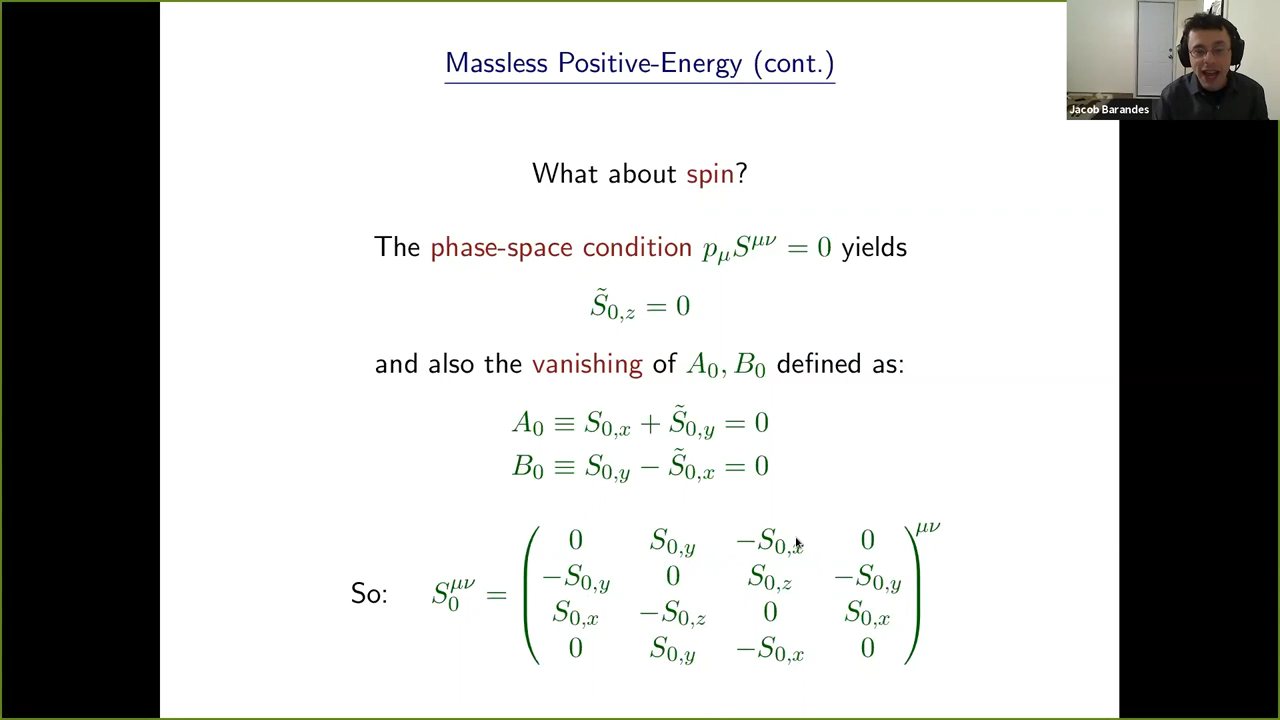 Massless Positive-Energy (cont.)
Jacob Barandes
What about spin?
The phase-space condition p_μ S^{μν} = 0 yields
S̃_{0,z} = 0
and also the vanishing of A_0, B_0 defined as:
A_0 ≡ S_{0,x} + S̃_{0,y} = 0
B_0 ≡ S_{0,y} − S̃_{0,x} = 0
So: S_0^{μν} = ( 0 S_{0,y} −S_{0,x} 0 )^{μν}
−S_{0,y} 0 S_{0,z} −S_{0,y}
S_{0,x} −S_{0,z} 0 S_{0,x}
0 S_{0,y} −S_{0,x} 0